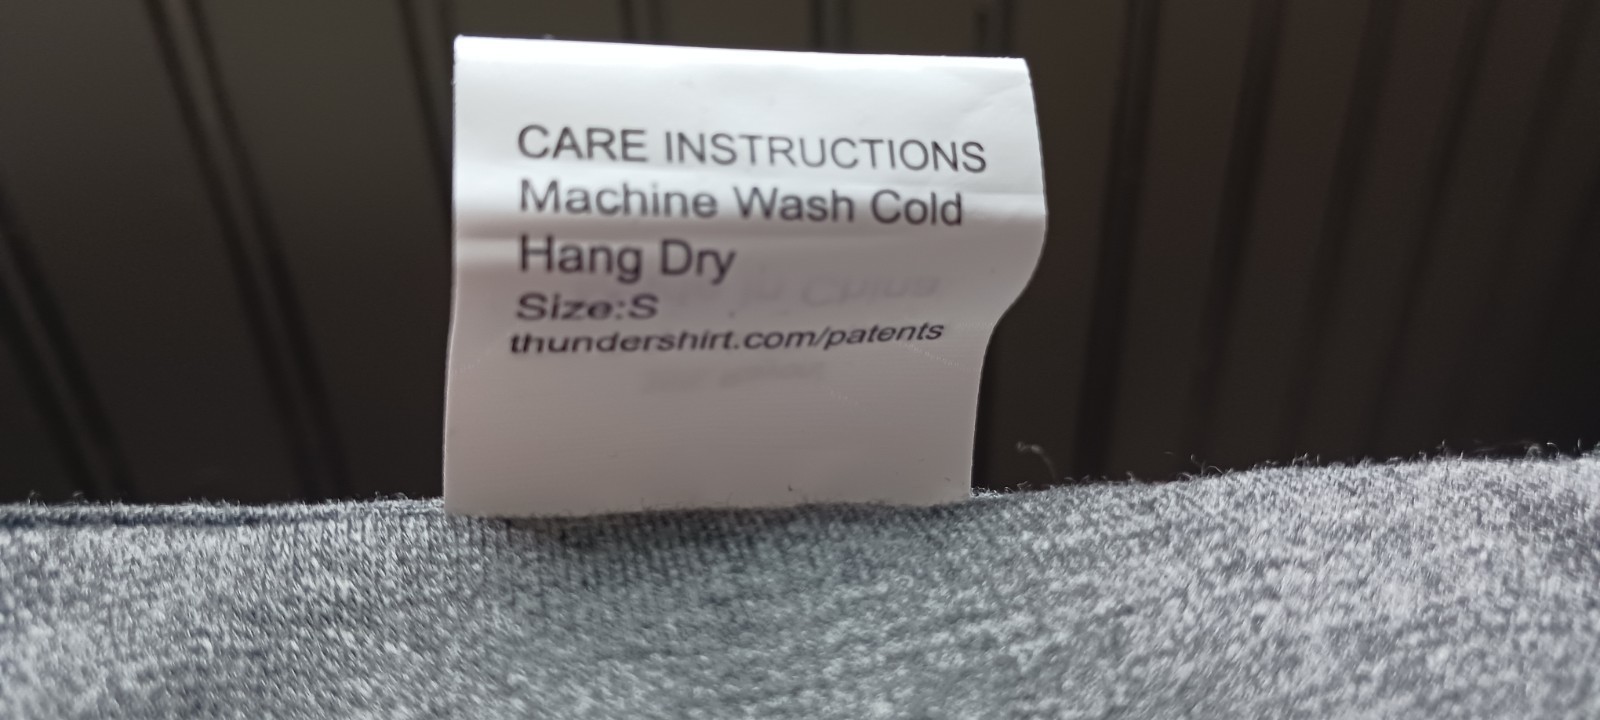 CARE INSTRUCTIONS
Machine Wash Cold
Hang Dry
Size:S
thundershirt.com/patents